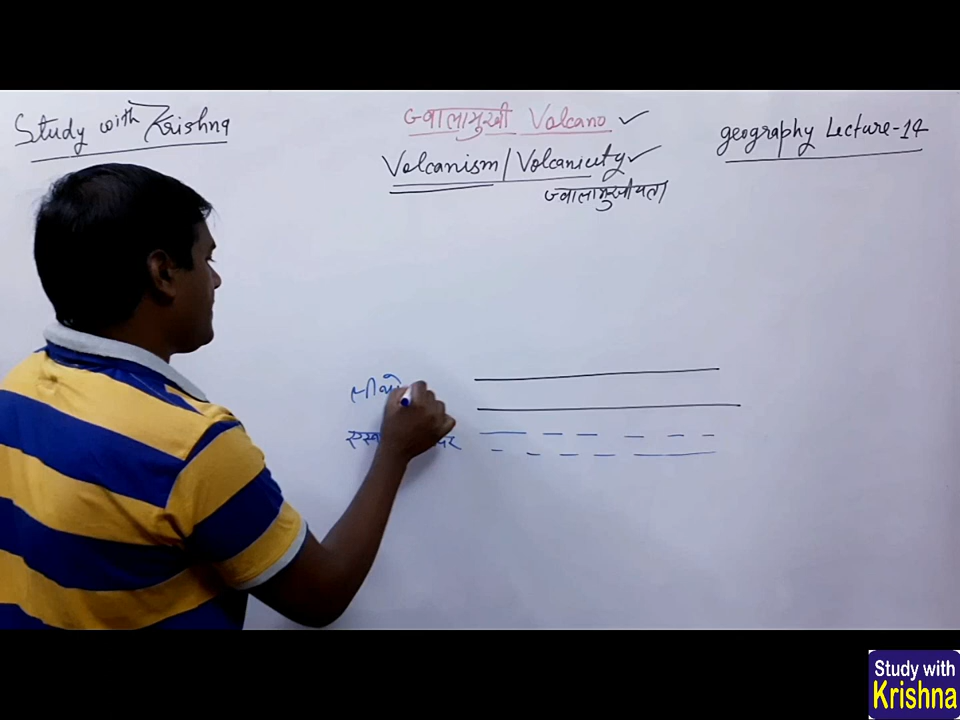 Study with Krishna
ज्वालामुखी Volcano
Volcanism / Volcanicity
ज्वालामुखीयता
geography Lecture-14
Study with
Krishna